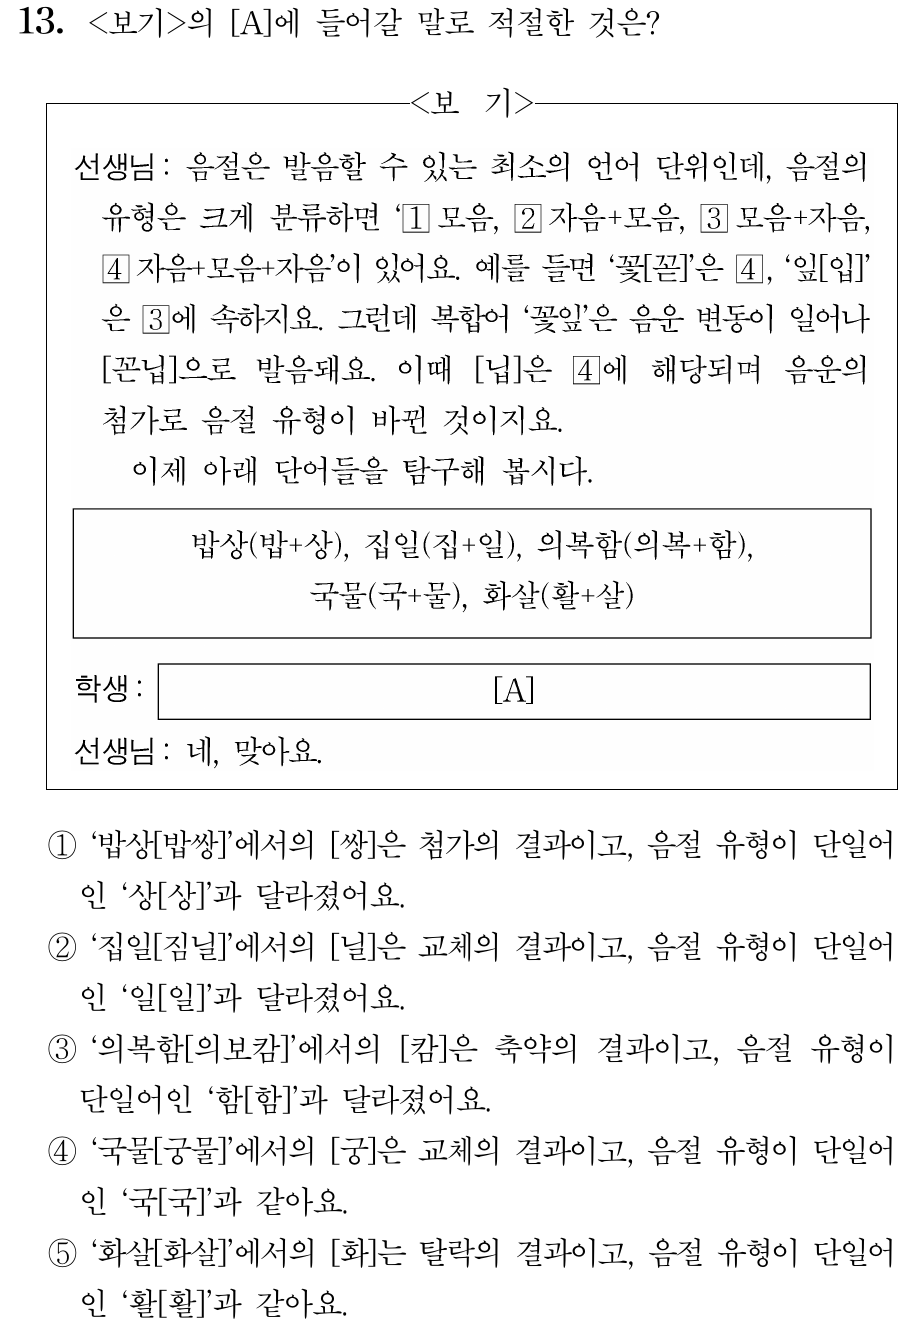 13. <보기>의 [A]에 들어갈 말로 적절한 것은?
<보 기>
선생님 : 음절은 발음할 수 있는 최소의 언어 단위인데, 음절의
유형은 크게 분류하면 ‘1 모음, 2 자음+모음, 3 모음+자음,
4 자음+모음+자음’이 있어요. 예를 들면 ‘꽃[꼳]’은 4, ‘잎[입]’
은 3에 속하지요. 그런데 복합어 ‘꽃잎’은 음운 변동이 일어나
[꼰닙]으로 발음돼요. 이때 [닙]은 4에 해당되며 음운의
첨가로 음절 유형이 바뀐 것이지요.
이제 아래 단어들을 탐구해 봅시다.
밥상(밥+상), 집일(집+일), 의복함(의복+함),
국물(국+물), 화살(활+살)
학생 : [A]
선생님 : 네, 맞아요.
① ‘밥상[밥쌍]’에서의 [쌍]은 첨가의 결과이고, 음절 유형이 단일어
인 ‘상[상]’과 달라졌어요.
② ‘집일[짐닐]’에서의 [닐]은 교체의 결과이고, 음절 유형이 단일어
인 ‘일[일]’과 달라졌어요.
③ ‘의복함[의보캄]’에서의 [캄]은 축약의 결과이고, 음절 유형이
단일어인 ‘함[함]’과 달라졌어요.
④ ‘국물[궁물]’에서의 [궁]은 교체의 결과이고, 음절 유형이 단일어
인 ‘국[국]’과 같아요.
⑤ ‘화살[화살]’에서의 [화]는 탈락의 결과이고, 음절 유형이 단일어
인 ‘활[활]’과 같아요.